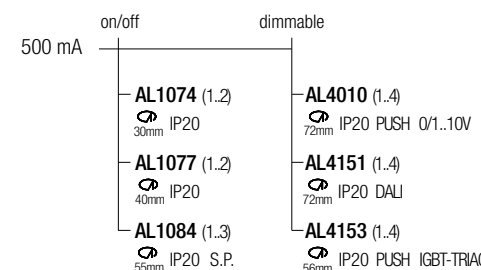 on/off dimmable
500 mA
AL1074 (1..2) AL4010 (1..4)
30mm IP20 72mm IP20 PUSH 0/1..10V
AL1077 (1..2) AL4151 (1..4)
40mm IP20 72mm IP20 DALI
AL1084 (1..3) AL4153 (1..4)
55mm IP20 S.P. 56mm IP20 PUSH IGBT-TRIAC